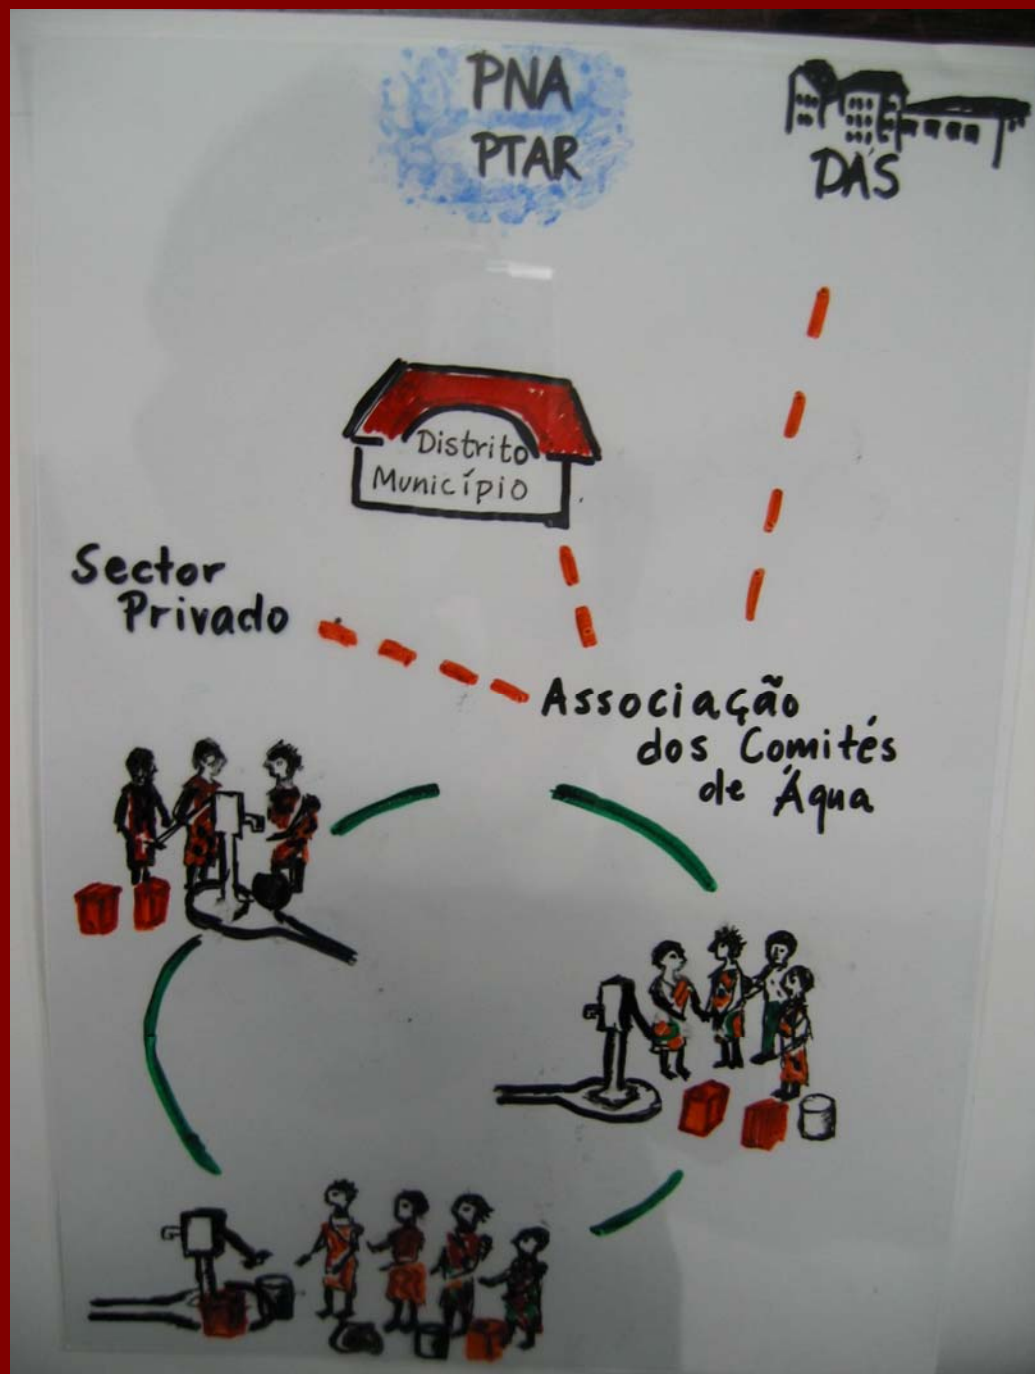 PNA
PTAR
DAS
Distrito
Município
Sector
Privado
Associação
dos Comités
de Água